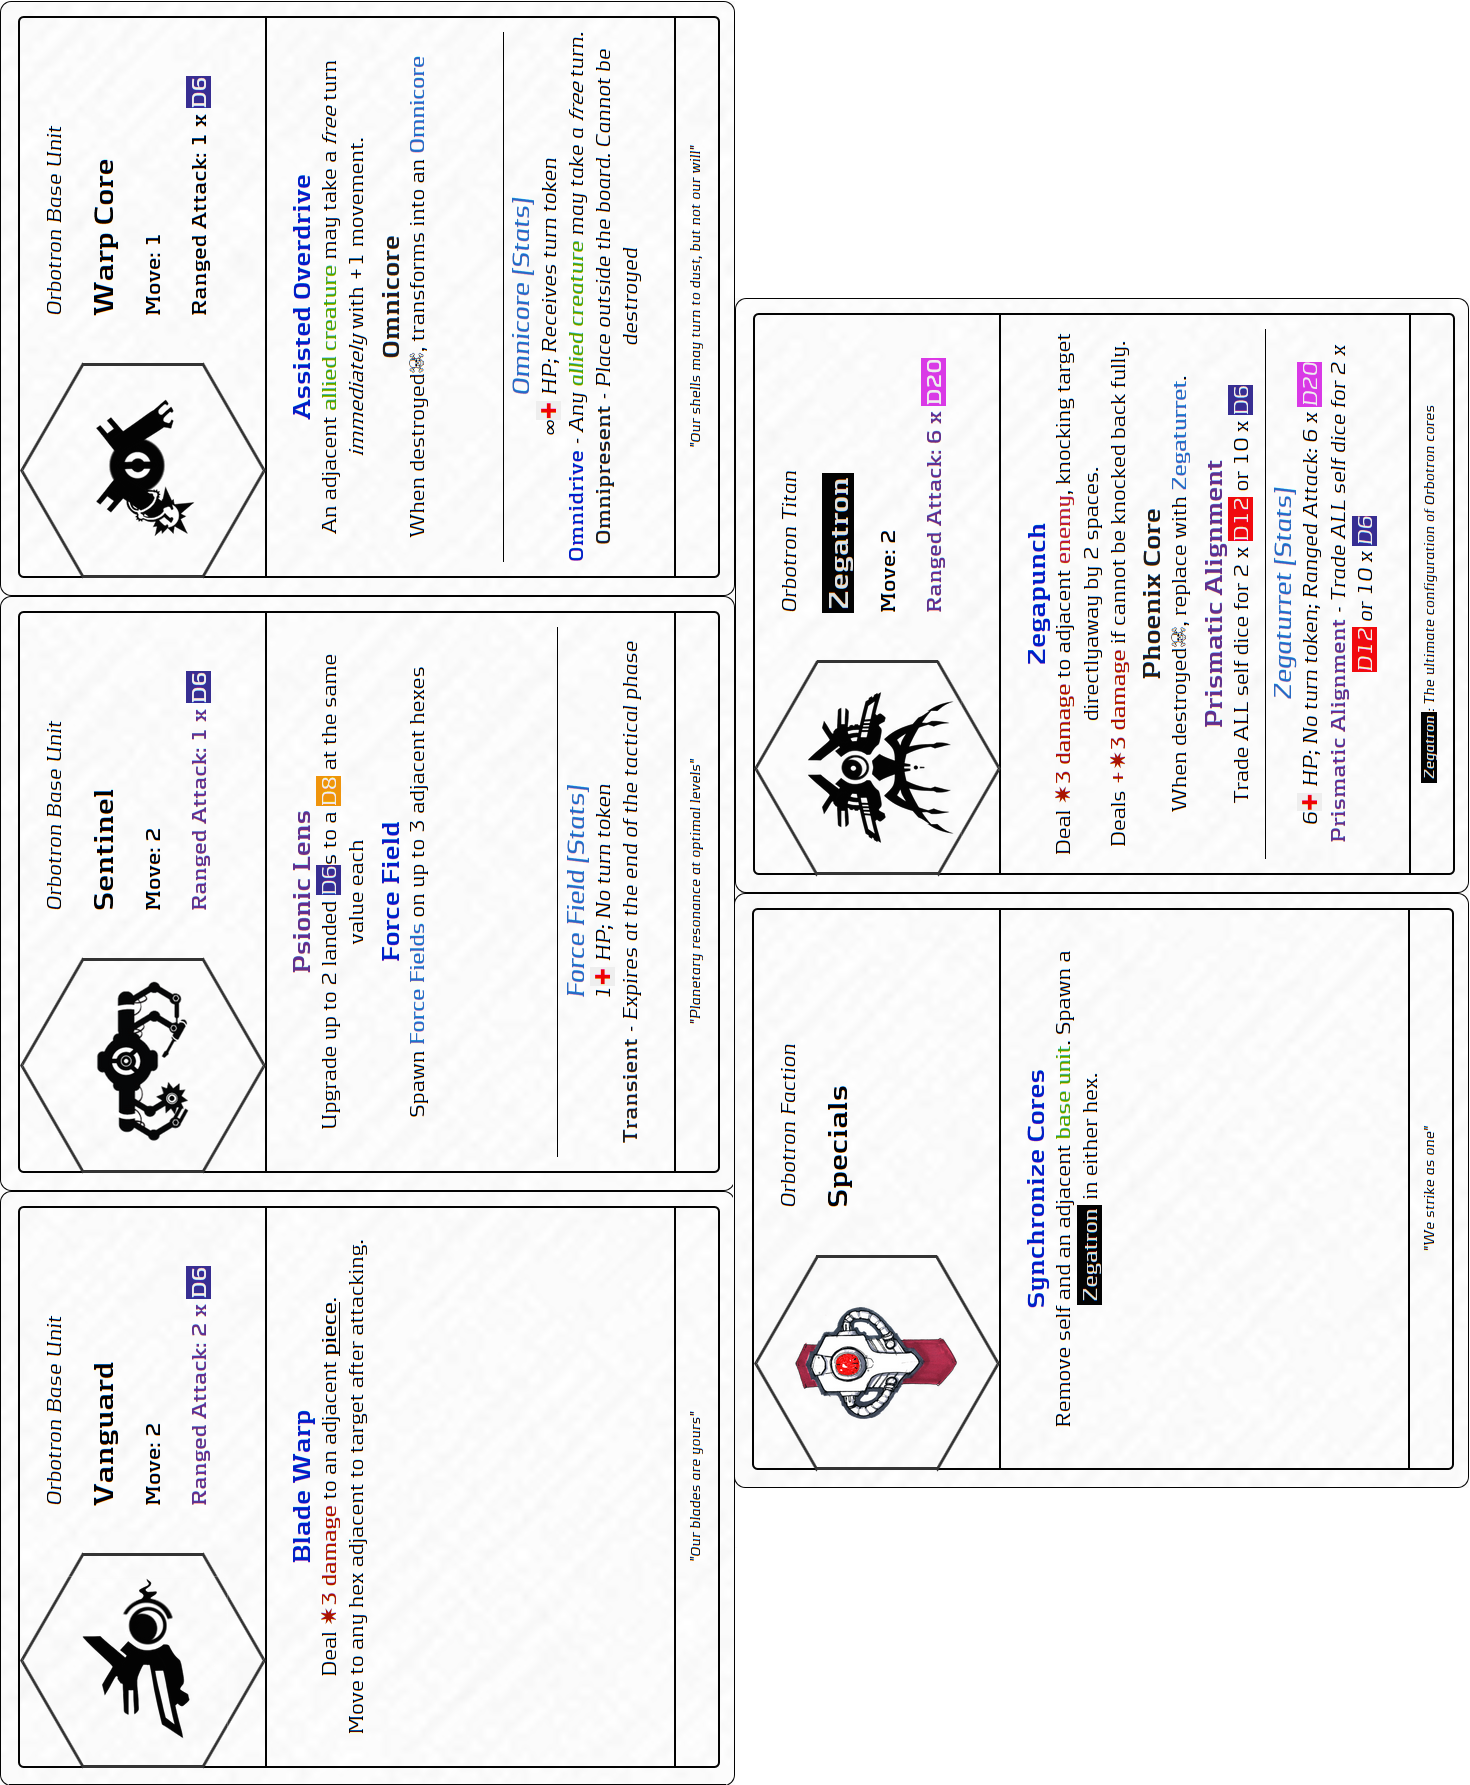 Orbotron Base Unit
Vanguard
Move: 2
Ranged Attack: 2 x D6
Blade Warp
Deal ✷3 damage to an adjacent piece.
Move to any hex adjacent to target after attacking.
"Our blades are yours"
Orbotron Base Unit
Sentinel
Move: 2
Ranged Attack: 1 x D6
Psionic Lens
Upgrade up to 2 landed D6s to a D8 at the same
value each
Force Field
Spawn Force Fields on up to 3 adjacent hexes
Force Field [Stats]
1✚ HP; No turn token
Transient - Expires at the end of the tactical phase
"Planetary resonance at optimal levels"
Orbotron Base Unit
Warp Core
Move: 1
Ranged Attack: 1 x D6
Assisted Overdrive
An adjacent allied creature may take a free turn
immediately with +1 movement.
Omnicore
When destroyed☠, transforms into an Omnicore
Omnicore [Stats]
∞✚ HP; Receives turn token
Omnidrive - Any allied creature may take a free turn.
Omnipresent - Place outside the board. Cannot be
destroyed
"Our shells may turn to dust, but not our will"
Orbotron Faction
Specials
Synchronize Cores
Remove self and an adjacent base unit. Spawn a
Zegatron in either hex.
"We strike as one"
Orbotron Titan
Zegatron
Move: 2
Ranged Attack: 6 x D20
Zegapunch
Deal ✷3 damage to adjacent enemy, knocking target
directlyaway by 2 spaces.
Deals +✷3 damage if cannot be knocked back fully.
Phoenix Core
When destroyed☠, replace with Zegaturret.
Prismatic Alignment
Trade ALL self dice for 2 x D12 or 10 x D6
Zegaturret [Stats]
6✚ HP; No turn token; Ranged Attack: 6 x D20
Prismatic Alignment - Trade ALL self dice for 2 x
D12 or 10 x D6
Zegatron: The ultimate configuration of Orbotron cores